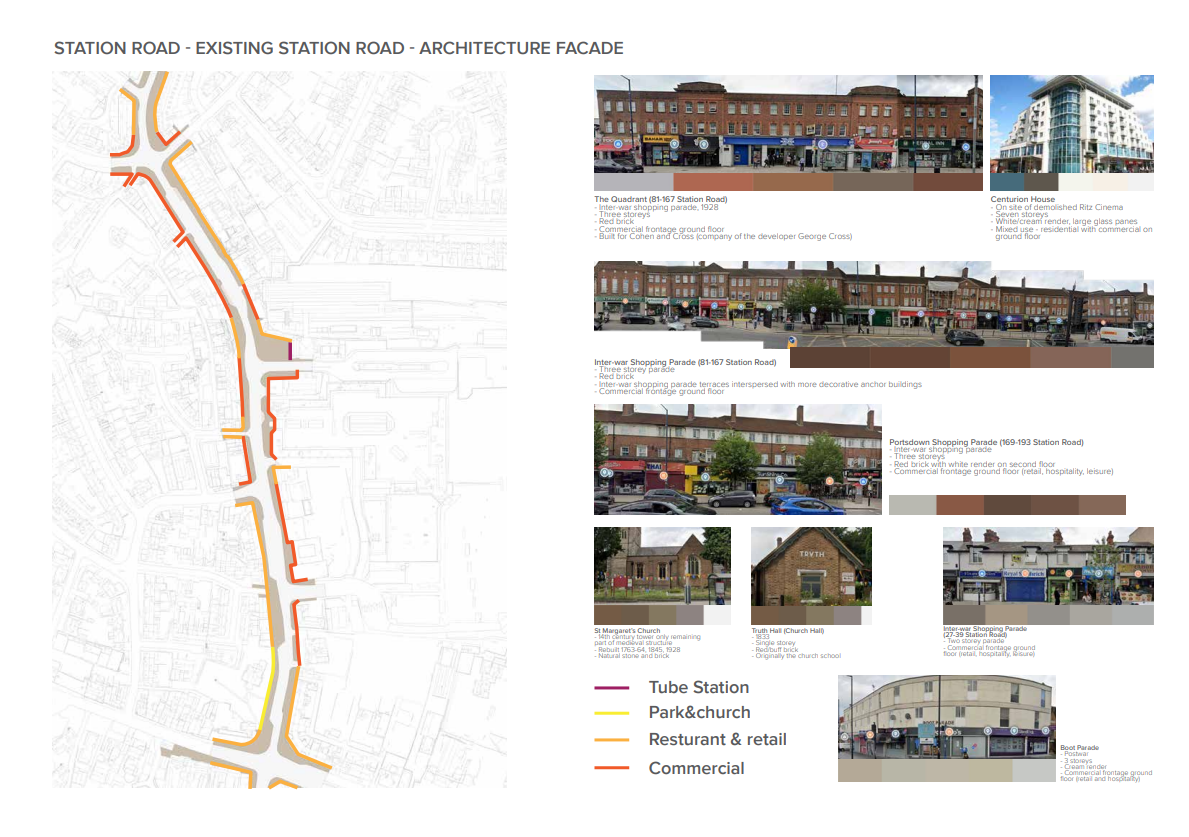 STATION ROAD - EXISTING STATION ROAD - ARCHITECTURE FACADE
The Quadrant (81-167 Station Road)
- Inter-war shopping parade, 1928
- Three storeys
- Red brick
- Commercial frontage ground floor
- Built for Cohen and Cross (company of the developer George Cross)
Centurion House
- On site of demolished Ritz Cinema
- Seven storeys
- White/cream render, large glass panes
- Mixed use - residential with commercial on
ground floor
Inter-war Shopping Parade (81-167 Station Road)
- Three storey parade
- Red brick
- Inter-war shopping parade terraces interspersed with more decorative anchor buildings
- Commercial frontage ground floor
Portsdown Shopping Parade (169-193 Station Road)
- Inter-war shopping parade
- Three storeys
- Red brick with white render on second floor
- Commercial frontage ground floor (retail, hospitality, leisure)
TRVTH
St Margaret's Church
- 14th century tower only remaining
part of medieval structure
- Rebuilt 1763-64, 1845, 1928
- Natural stone and brick
Truth Hall (Church Hall)
- 1833
- Single storey
- Red/buff brick
- Originally the church school
Inter-war Shopping Parade
(27-39 Station Road)
- Two storey parade
- Commercial frontage ground
floor (retail, hospitality, leisure)
Tube Station
Park&church
Resturant & retail
Commercial
BOOT PARADE
Boot Parade
- Postwar
- 3 storeys
- Cream render
- Commercial frontage ground
floor (retail and hospitality)